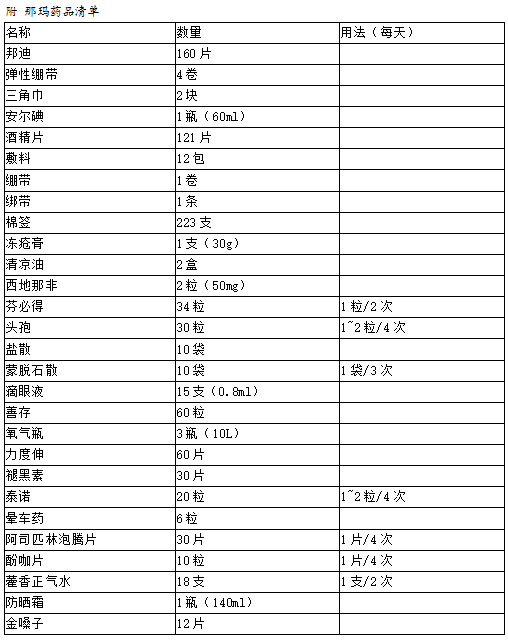 附 那玛药品清单
名称 数量 用法（每天）
邦迪 160 片
弹性绷带 4 卷
三角巾 2 块
安尔碘 1 瓶（60ml）
酒精片 121 片
敷料 12 包
绷带 1 卷
绑带 1 条
棉签 223 支
冻疮膏 1 支（30g）
清凉油 2 盒
西地那非 2 粒（50mg）
芬必得 34 粒 1 粒/2 次
头孢 30 粒 1~2 粒/4 次
盐散 10 袋
蒙脱石散 10 袋 1 袋/3 次
滴眼液 15 支（0.8ml）
善存 60 粒
氧气瓶 3 瓶（10L）
力度伸 60 片
褪黑素 30 片
泰诺 20 粒 1~2 粒/4 次
晕车药 6 粒
阿司匹林泡腾片 30 片 1 片/4 次
酚咖片 10 粒 1 片/4 次
藿香正气水 18 支 1 支/2 次
防晒霜 1 瓶（140ml）
金嗓子 12 片